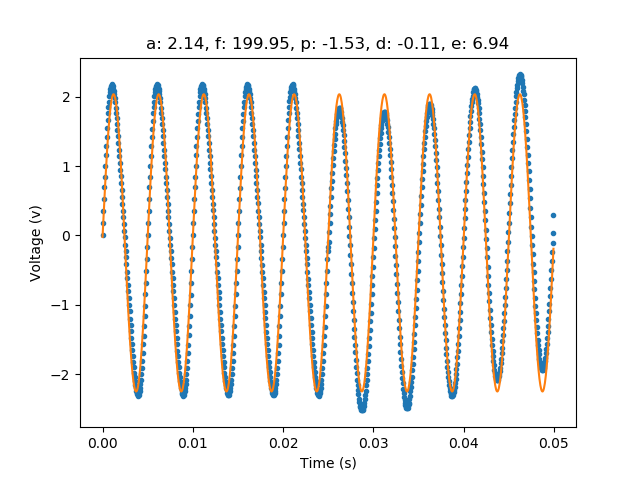 a: 2.14, f: 199.95, p: -1.53, d: -0.11, e: 6.94
2
1
0
−1
−2
Voltage (v)
0.00 0.01 0.02 0.03 0.04 0.05
Time (s)